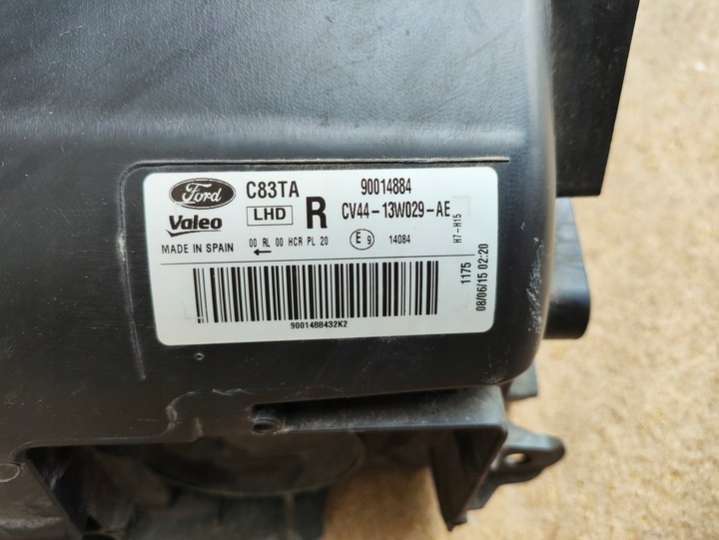 Ford C83TA 90014884
Valeo LHD R CV44-13W029-AE
MADE IN SPAIN 00 RL 00 HCR PL 20 E 9 14084
H7-H15
9001488432K2
1175
08/06/15 02:20